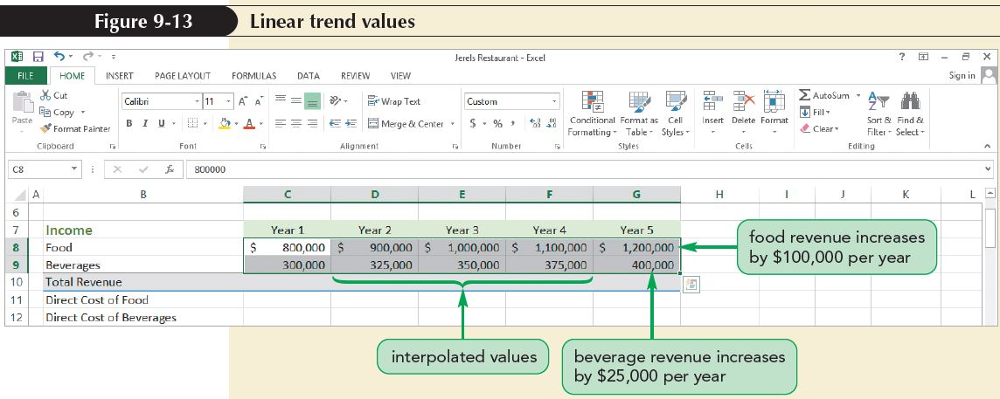 Figure 9-13 Linear trend values
Jerels Restaurant - Excel
?
FILE HOME INSERT PAGE LAYOUT FORMULAS DATA REVIEW VIEW Sign in
Paste
Cut
Copy
Format Painter
Clipboard
Calibri 11 A A
B I U A
Font
Wrap Text
Merge & Center
Alignment
Custom
$ % , .0 .00 .00 .0
Number
Conditional Formatting
Format as Table
Cell Styles
Styles
Insert Delete Format
Cells
AutoSum
Fill
Clear
Sort & Filter
Find & Select
Editing
C8 fx 800000
A B C D E F G H I J K L
6
7 Income Year 1 Year 2 Year 3 Year 4 Year 5
8 Food $ 800,000 $ 900,000 $ 1,000,000 $ 1,100,000 $ 1,200,000
9 Beverages 300,000 325,000 350,000 375,000 400,000
10 Total Revenue
11 Direct Cost of Food
12 Direct Cost of Beverages
food revenue increases
by $100,000 per year
interpolated values
beverage revenue increases
by $25,000 per year